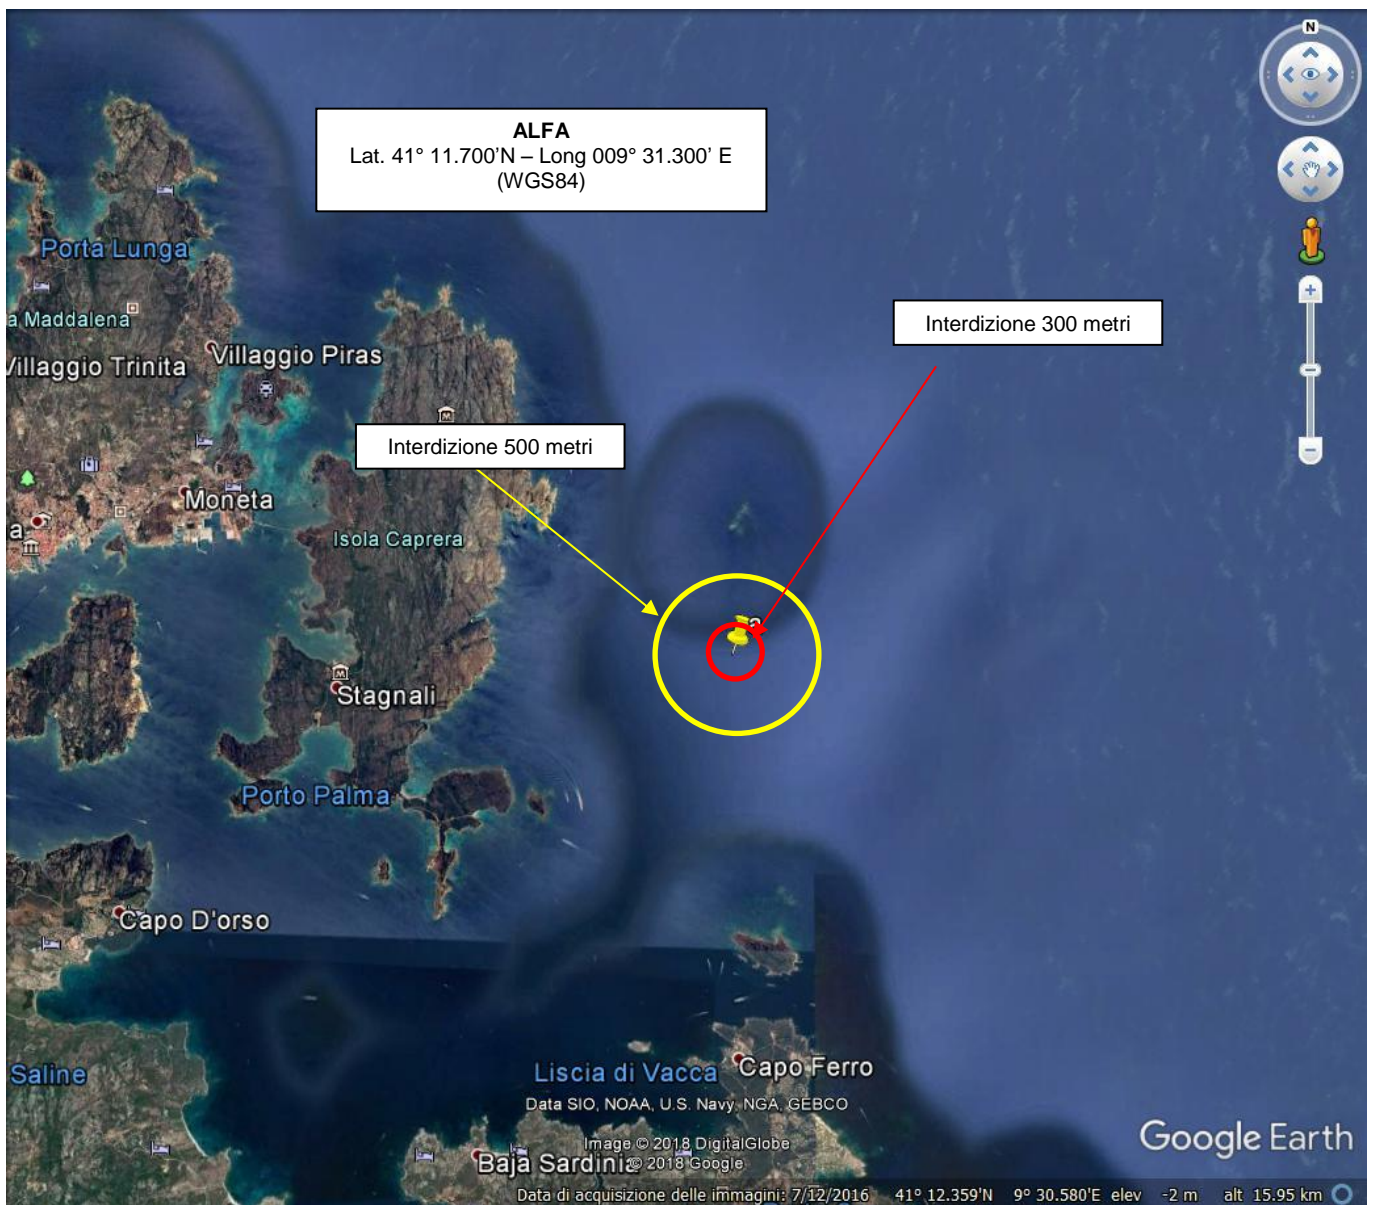 N
ALFA
Lat. 41° 11.700’N – Long 009° 31.300’ E
(WGS84)
Porta Lunga
Interdizione 300 metri
a Maddalena
Villaggio Piras
Villaggio Trinita
Interdizione 500 metri
Moneta
a
Isola Caprera
Stagnali
Porto Palma
Capo D'orso
Saline
Liscia di Vacca
Capo Ferro
Data SIO, NOAA, U.S. Navy, NGA, GEBCO
Google Earth
Image © 2018 DigitalGlobe
Baja Sardinia
© 2018 Google
Data di acquisizione delle immagini: 7/12/2016 41° 12.359'N 9° 30.580'E elev -2 m alt 15.95 km